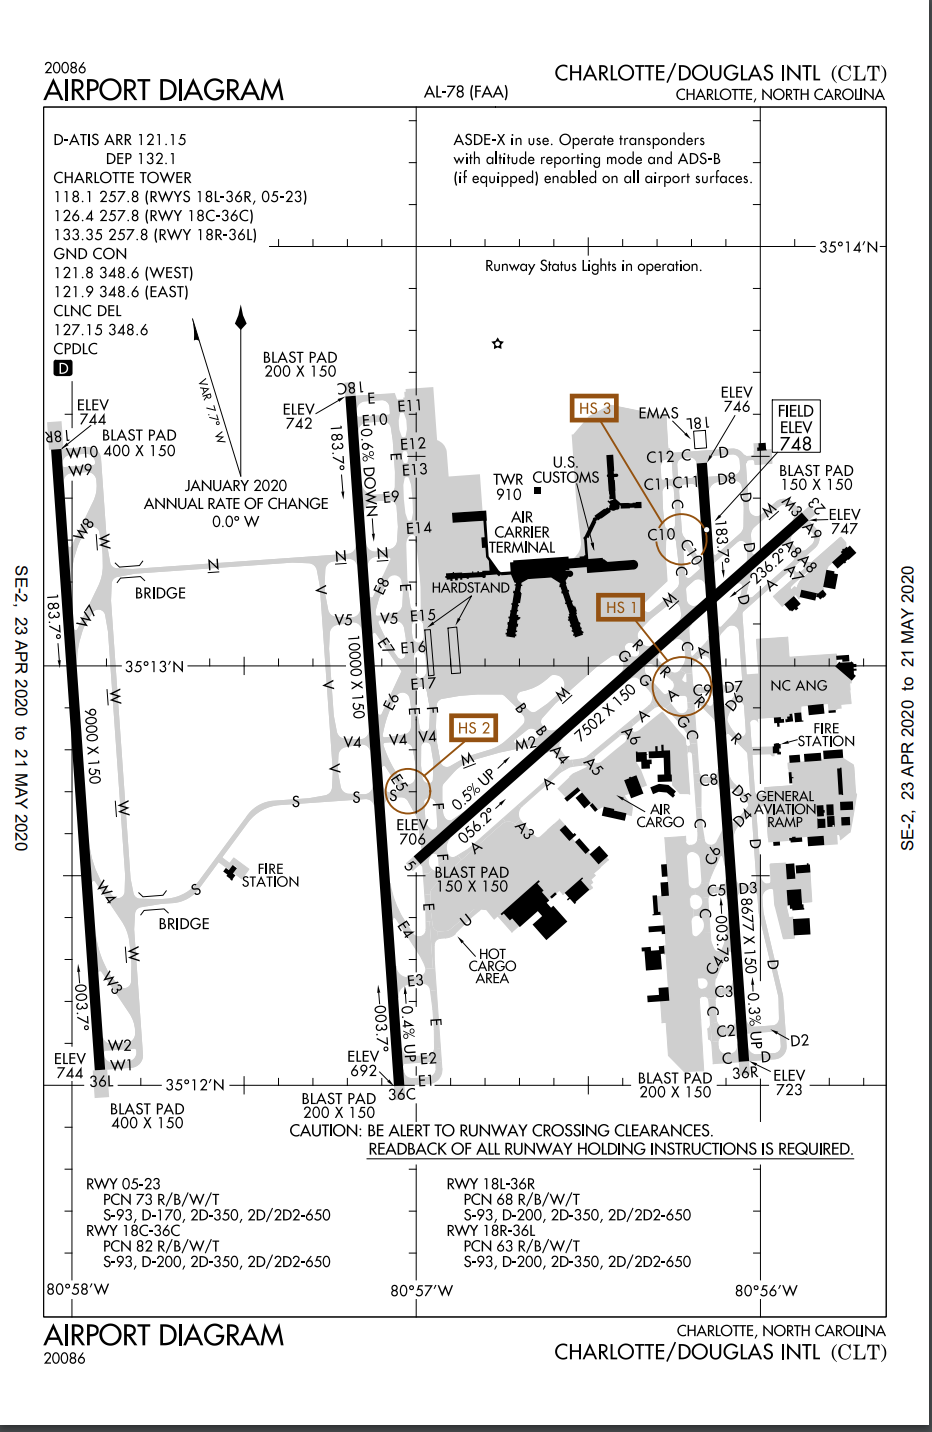 20086
AIRPORT DIAGRAM
AL-78 (FAA)
CHARLOTTE/DOUGLAS INTL (CLT)
CHARLOTTE, NORTH CAROLINA
D-ATIS ARR 121.15
DEP 132.1
CHARLOTTE TOWER
118.1 257.8 (RWYS 18L-36R, 05-23)
126.4 257.8 (RWY 18C-36C)
133.35 257.8 (RWY 18R-36L)
GND CON
121.8 348.6 (WEST)
121.9 348.6 (EAST)
CLNC DEL
127.15 348.6
CPDLC
D
ASDE-X in use. Operate transponders
with altitude reporting mode and ADS-B
(if equipped) enabled on all airport surfaces.
35°14'N
Runway Status Lights in operation.
VAR 7.7° W
JANUARY 2020
ANNUAL RATE OF CHANGE
0.0° W
BLAST PAD
200 X 150
18C
ELEV
742
ELEV
744
18R
BLAST PAD
400 X 150
W10
W9
W8
W
W7
W
W
W4
W
W3
W2
W1
183.7°
9000 X 150
003.7°
ELEV
744
36L
BLAST PAD
400 X 150
BRIDGE
N
N
N
BRIDGE
FIRE
STATION
S
S
S
S
V
V5
V5
V
V4
V4
V4
V
183.7°
0.6% DOWN
10000 X 150
003.7°
0.4% UP
E
E10
E11
E12
E
E13
E9
E14
E8
E
E15
E7
E16
E17
E6
E
F
E5
F
F
E
E4
E3
E
E2
E1
ELEV
692
36C
BLAST PAD
200 X 150
HS 3
EMAS
18L
ELEV
746
FIELD
ELEV
748
BLAST PAD
150 X 150
23
ELEV
747
TWR
910
U.S.
CUSTOMS
AIR
CARRIER
TERMINAL
HARDSTAND
C12
C
D
C11
C11
D8
C
D
M
M3
A9
C10
C10
C
183.7°
D
236.2°
A8
A8
A7
A
D
M
HS 1
R
G
C
A
R
G
R
A
C9
R
G
C
D7
D6
R
NC ANG
FIRE
STATION
HS 2
M
B
B
M2
M
7502 X 150
A
A4
A5
A6
A
0.5% UP
056.2°
A3
A
ELEV
706
5
BLAST PAD
150 X 150
AIR
CARGO
U
HOT
CARGO
AREA
C8
D5
D4
GENERAL
AVIATION
RAMP
C
C6
D
C5
D3
C
8677 X 150
003.7°
C4
D
C3
0.3% UP
C2
D2
C
D
36R
ELEV
723
BLAST PAD
200 X 150
35°13'N
35°12'N
CAUTION: BE ALERT TO RUNWAY CROSSING CLEARANCES.
READBACK OF ALL RUNWAY HOLDING INSTRUCTIONS IS REQUIRED.
RWY 05-23
PCN 73 R/B/W/T
S-93, D-170, 2D-350, 2D/2D2-650
RWY 18C-36C
PCN 82 R/B/W/T
S-93, D-200, 2D-350, 2D/2D2-650
RWY 18L-36R
PCN 68 R/B/W/T
S-93, D-200, 2D-350, 2D/2D2-650
RWY 18R-36L
PCN 63 R/B/W/T
S-93, D-200, 2D-350, 2D/2D2-650
80°58'W
80°57'W
80°56'W
AIRPORT DIAGRAM
20086
CHARLOTTE, NORTH CAROLINA
CHARLOTTE/DOUGLAS INTL (CLT)
SE-2, 23 APR 2020 to 21 MAY 2020
SE-2, 23 APR 2020 to 21 MAY 2020